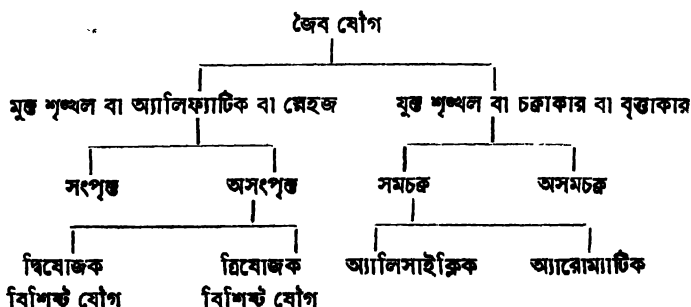 জৈব যৌগ
মুক্ত শৃঙ্খল বা অ্যালিফ্যাটিক বা স্নেহজ যুক্ত শৃঙ্খল বা চক্রাকার বা বৃত্তাকার
সংপৃক্ত অসংপৃক্ত সমচক্র অসমচক্র
দ্বিযোজক ত্রিযোজক অ্যালিসাইক্লিক অ্যারোম্যাটিক
বিশিষ্ট যৌগ বিশিষ্ট যৌগ